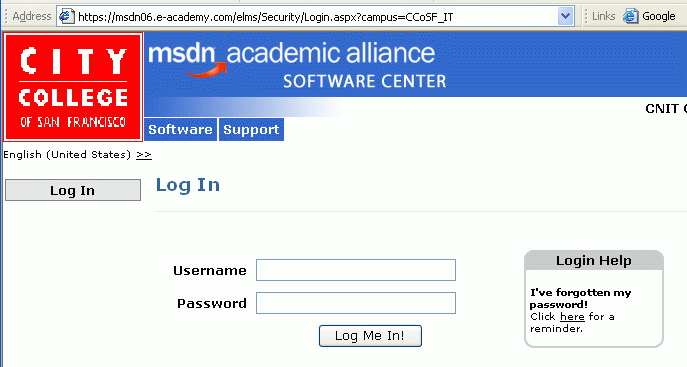 Address https://msdn06.e-academy.com/elms/Security/Login.aspx?campus=CCoSF_IT Links Google
CITY
COLLEGE
OF SAN FRANCISCO
msdn academic alliance
SOFTWARE CENTER
CNIT
Software Support
English (United States) >>
Log In
Log In
Username
Password
Log Me In!
Login Help
I've forgotten my
password!
Click here for a
reminder.